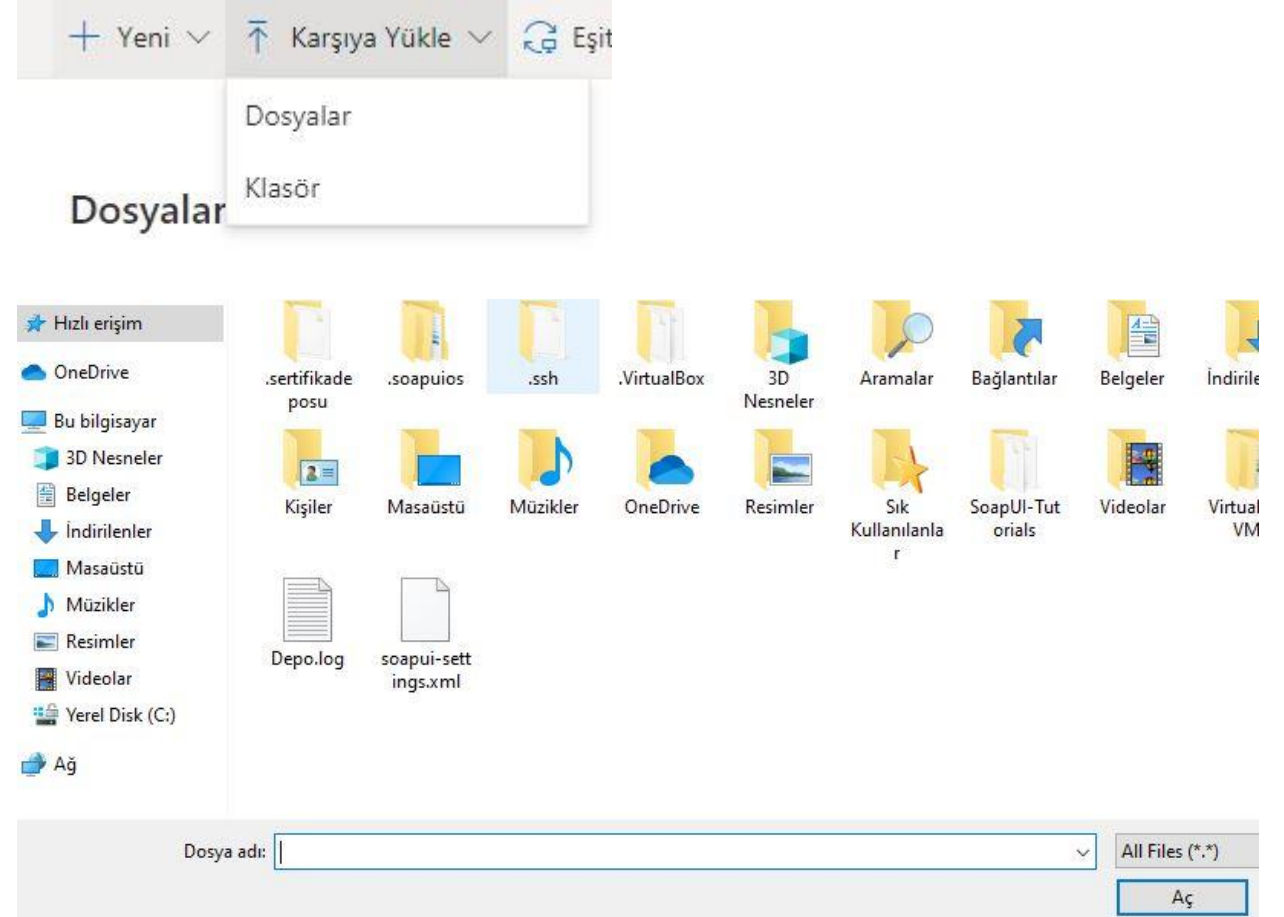 Yeni
Karşıya Yükle
Eşit
Dosyalar
Klasör
Dosyalar
Hızlı erişim
OneDrive
Bu bilgisayar
3D Nesneler
Belgeler
İndirilenler
Masaüstü
Müzikler
Resimler
Videolar
Yerel Disk (C:)
Ağ
.sertifikade
posu
.soapuios
.ssh
.VirtualBox
3D
Nesneler
Aramalar
Bağlantılar
Belgeler
İndirile
Kişiler
Masaüstü
Müzikler
OneDrive
Resimler
Sık
Kullanılanla
r
SoapUI-Tut
orials
Videolar
Virtual
VM
Depo.log
soapui-sett
ings.xml
Dosya adı:
All Files (*.*)
Aç